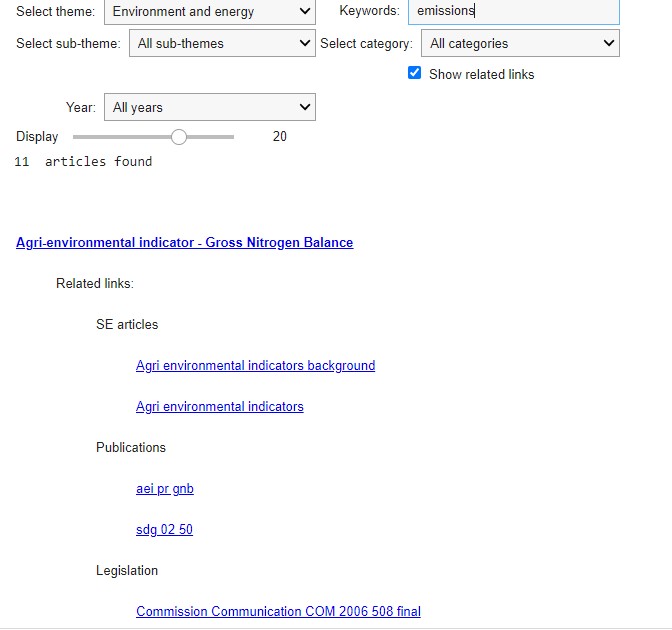 Select theme: Environment and energy Keywords: emissions
Select sub-theme: All sub-themes Select category: All categories
Show related links
Year: All years
Display 20
11 articles found
Agri-environmental indicator - Gross Nitrogen Balance
Related links:
SE articles
Agri environmental indicators background
Agri environmental indicators
Publications
aei pr gnb
sdg 02 50
Legislation
Commission Communication COM 2006 508 final